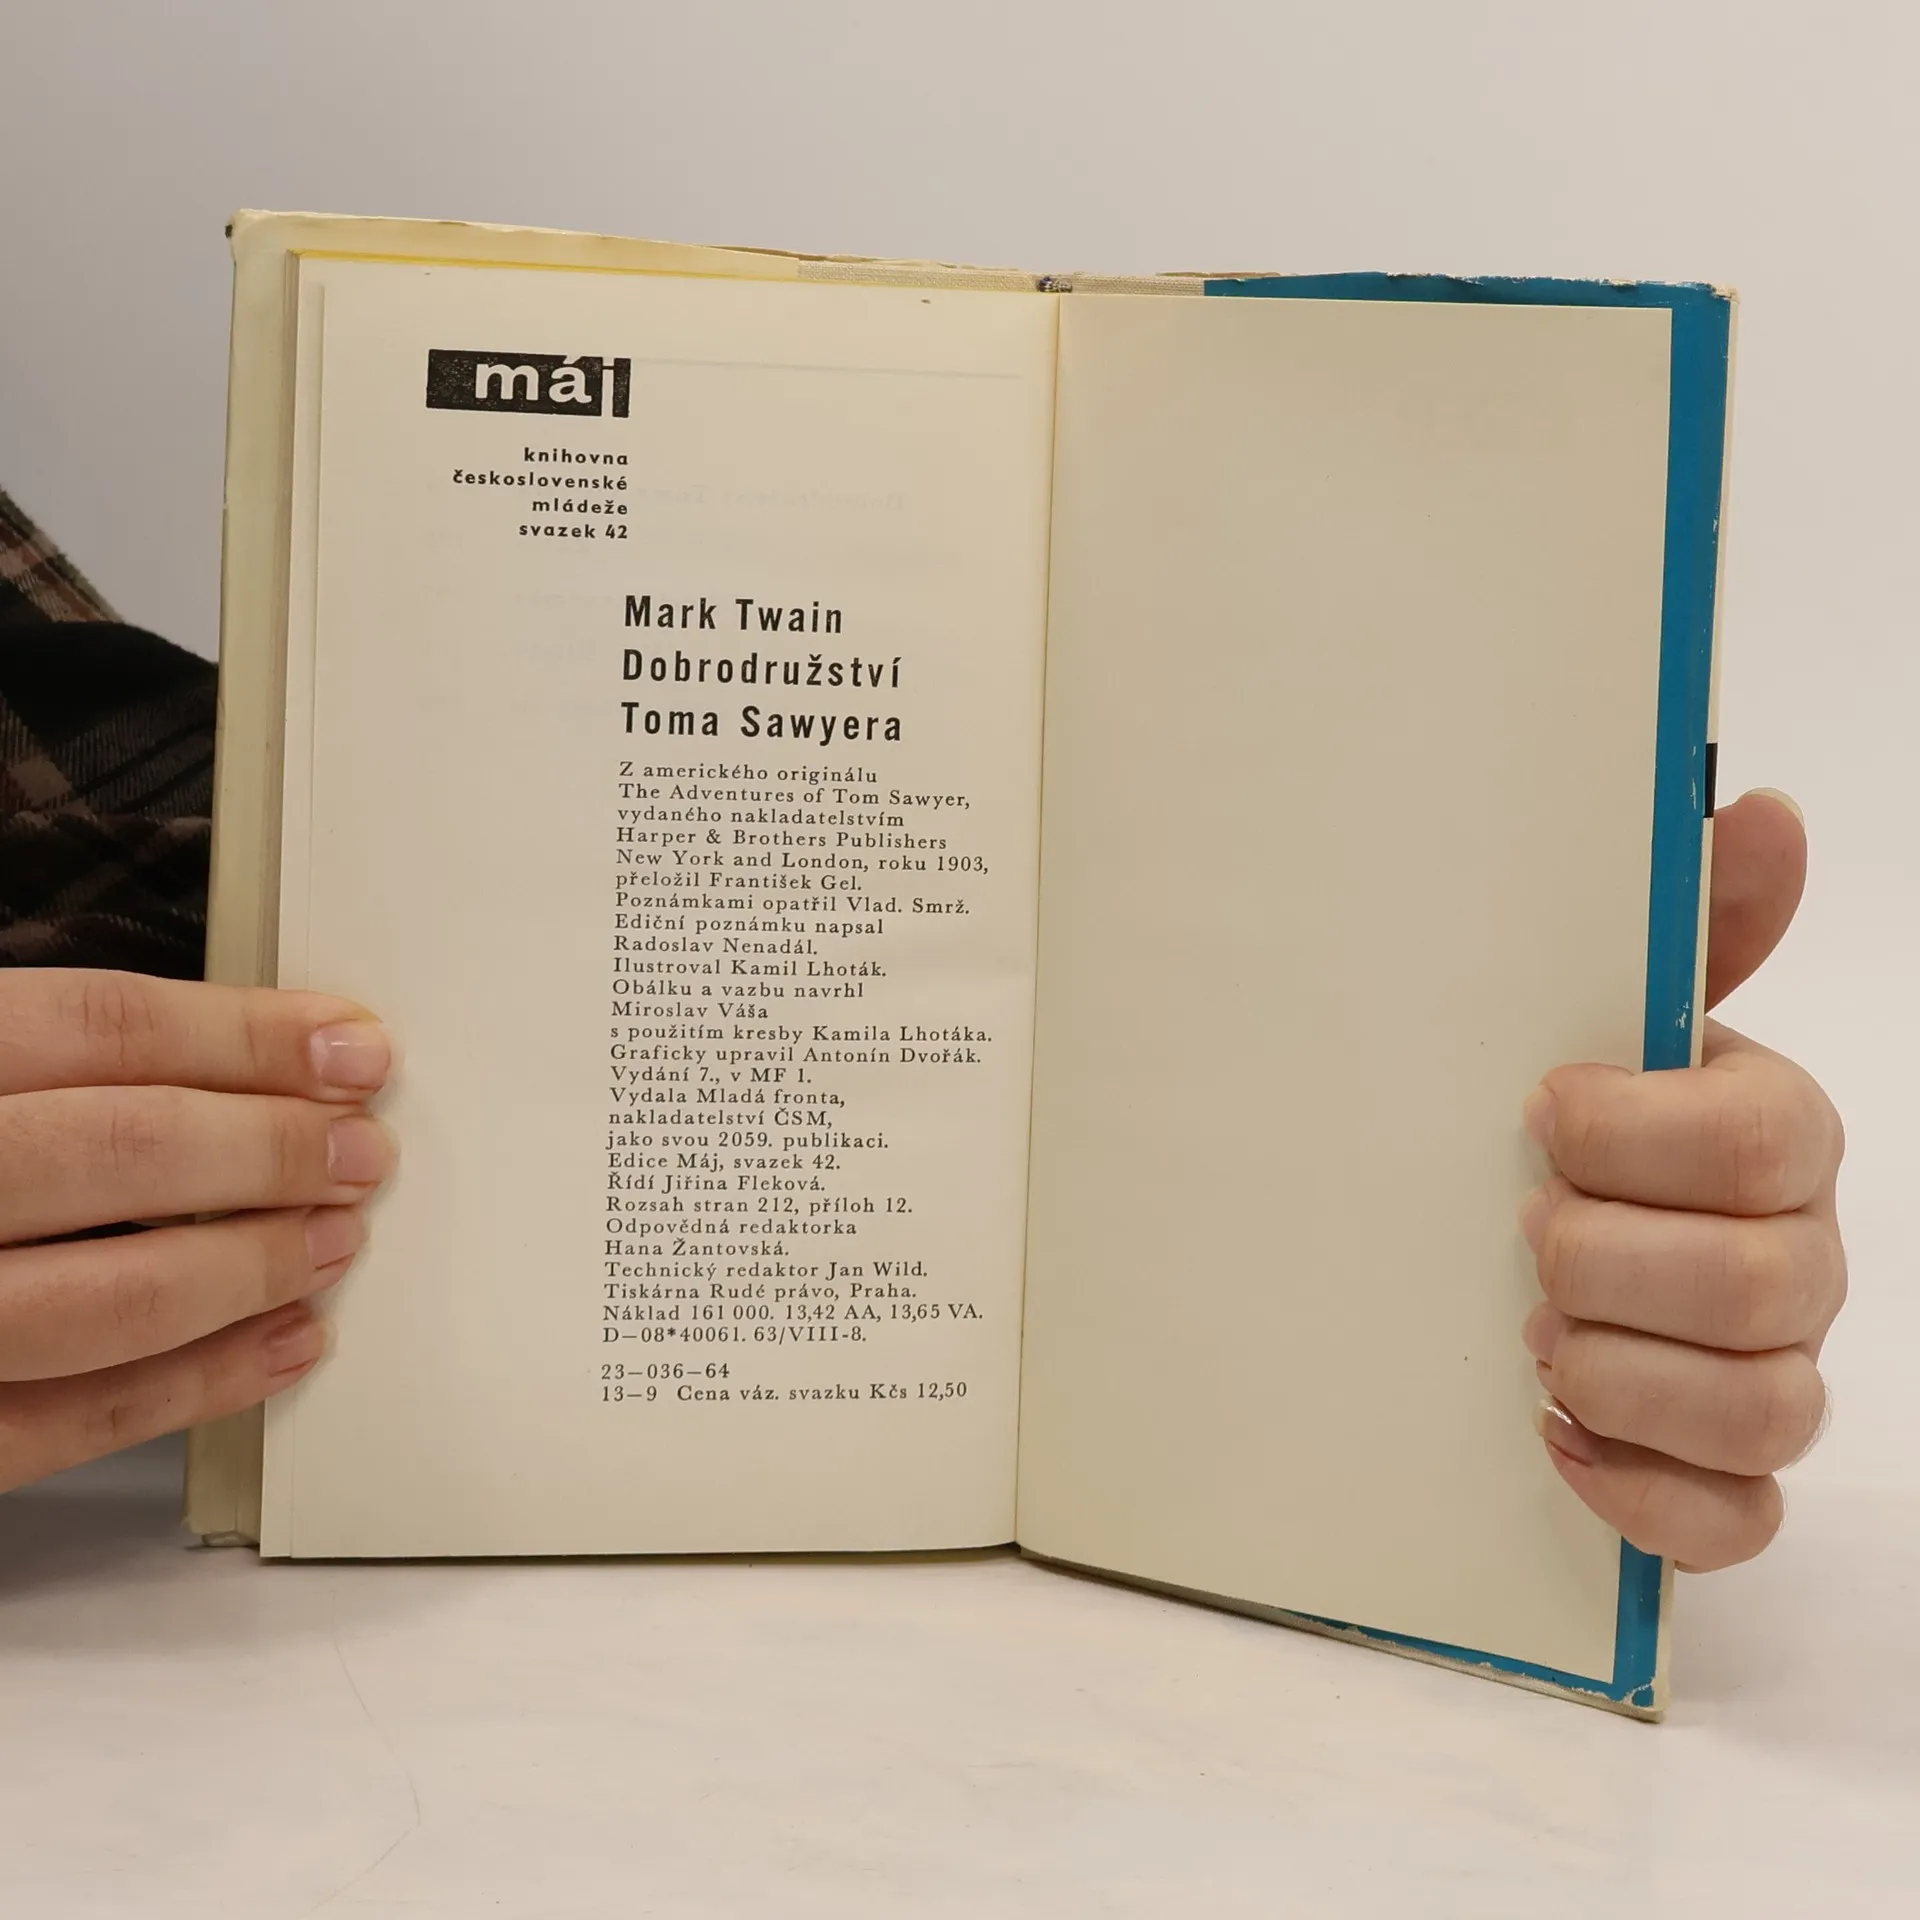 máj
knihovna
československé
mládeže
svazek 42
Mark Twain
Dobrodružství
Toma Sawyera
Z amerického originálu
The Adventures of Tom Sawyer,
vydaného nakladatelstvím
Harper & Brothers Publishers
New York and London, roku 1903,
přeložil František Gel.
Poznámkami opatřil Vlad. Smrž.
Ediční poznámku napsal
Radoslav Nenadál.
Ilustroval Kamil Lhoták.
Obálku a vazbu navrhl
Miroslav Váša
s použitím kresby Kamila Lhotáka.
Graficky upravil Antonín Dvořák.
Vydání 7., v MF 1.
Vydala Mladá fronta,
nakladatelství ČSM,
jako svou 2059. publikaci.
Edice Máj, svazek 42.
Řídí Jiřina Fleková.
Rozsah stran 212, příloh 12.
Odpovědná redaktorka
Hana Žantovská.
Technický redaktor Jan Wild.
Tiskárna Rudé právo, Praha.
Náklad 161 000. 13,42 AA, 13,65 VA.
D—08*40061. 63/VIII-8.
23—036—64
13—9 Cena váz. svazku Kčs 12,50